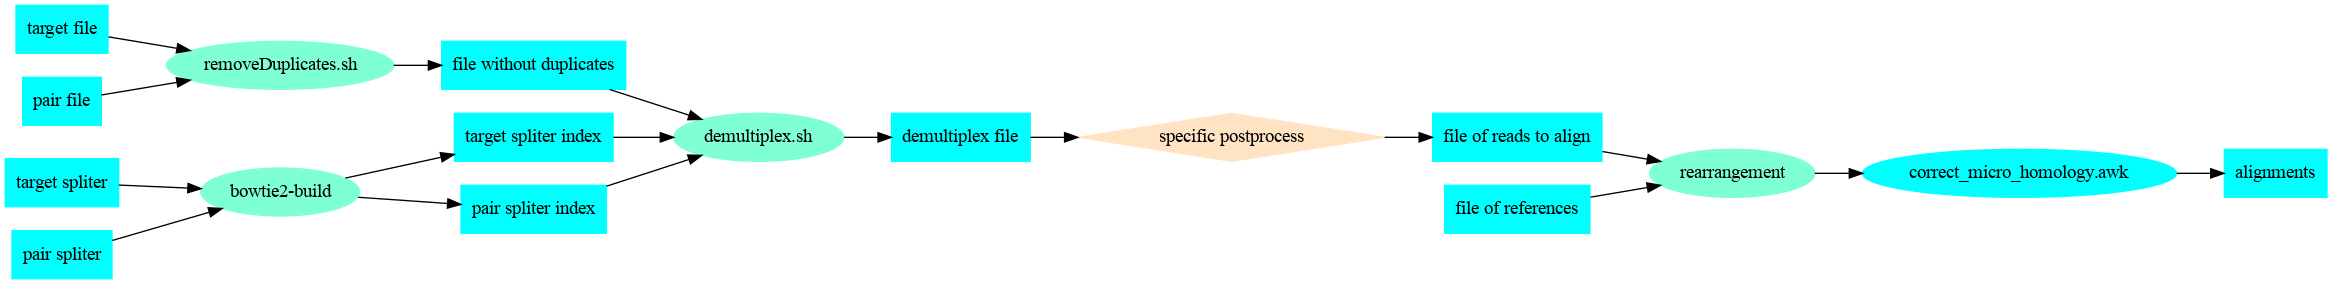 target file
pair file
removeDuplicates.sh
file without duplicates
target spliter
pair spliter
bowtie2-build
target spliter index
pair spliter index
demultiplex.sh
demultiplex file
specific postprocess
file of reads to align
file of references
rearrangement
correct_micro_homology.awk
alignments